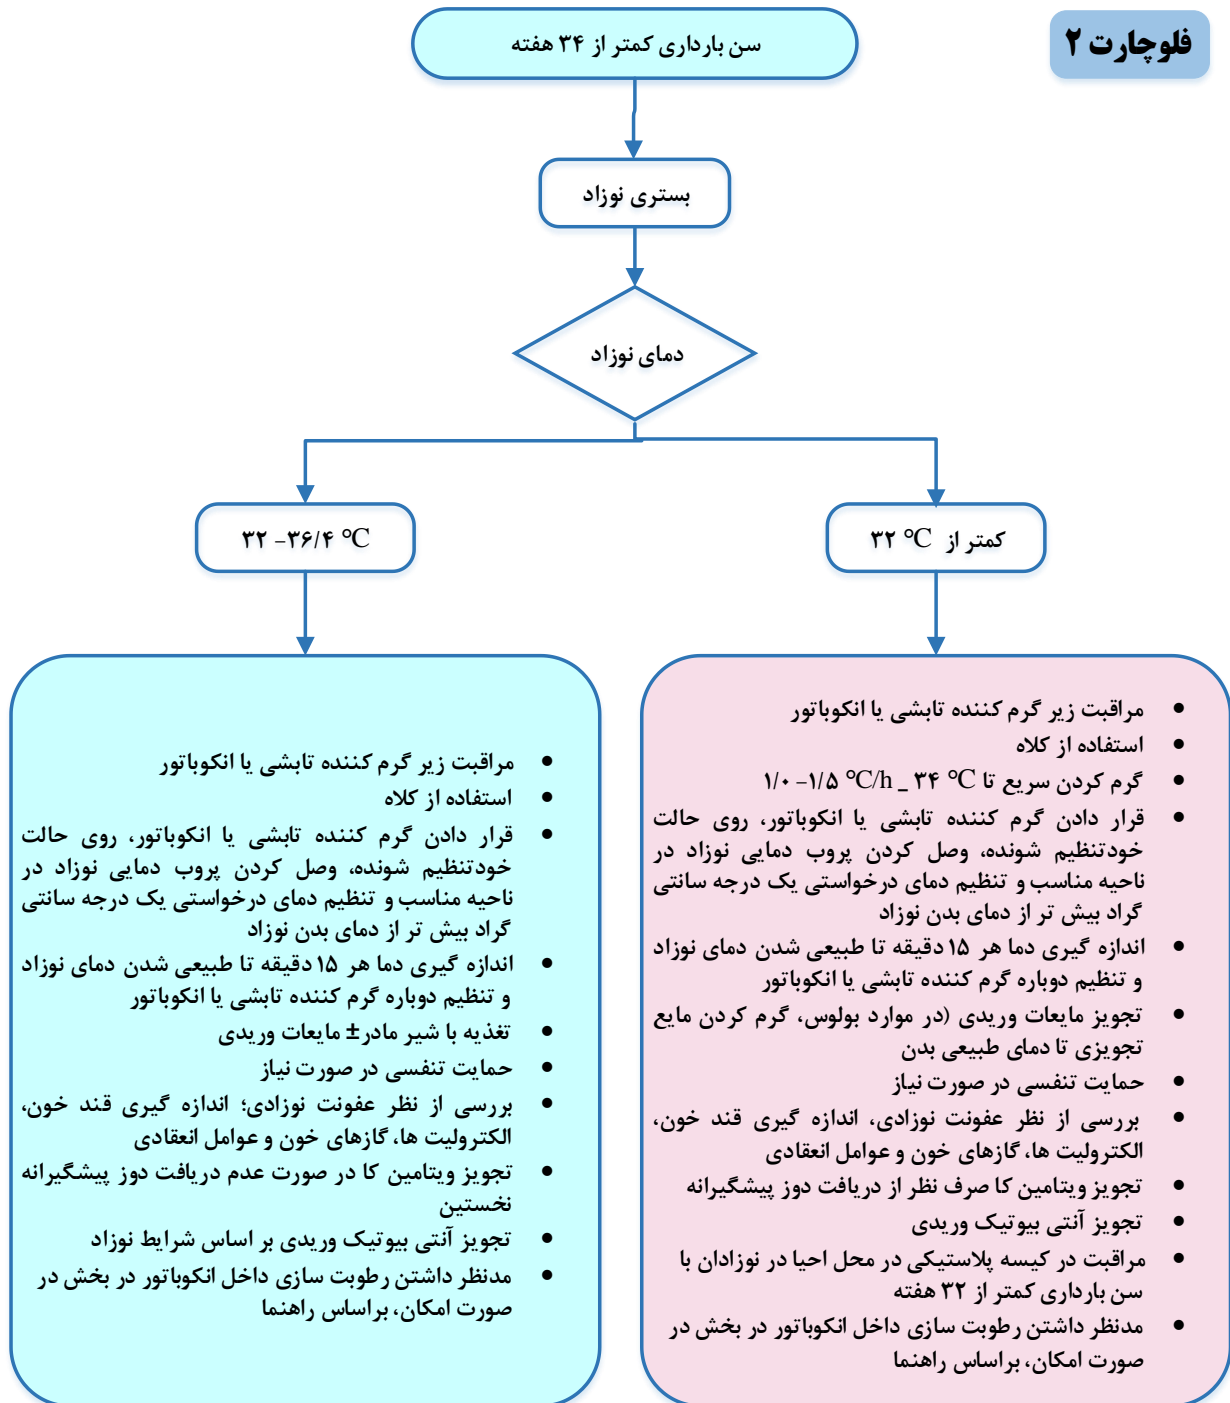 فلوچارت ۲
سن بارداری کمتر از ۳۴ هفته
بستری نوزاد
دمای نوزاد
کمتر از ۳۲ °C
۳۲ -۳۶/۴ °C
• مراقبت زیر گرم کننده تابشی یا انکوباتور
• استفاده از کلاه
• گرم کردن سریع تا ۳۴ °C _ ۱/۰ -۱/۵ °C/h
• قرار دادن گرم کننده تابشی یا انکوباتور، روی حالت
خودتنظیم شونده، وصل کردن پروب دمایی نوزاد در
ناحیه مناسب و تنظیم دمای درخواستی یک درجه سانتی
گراد بیش تر از دمای بدن نوزاد
• اندازه گیری دما هر ۱۵ دقیقه تا طبیعی شدن دمای نوزاد
و تنظیم دوباره گرم کننده تابشی یا انکوباتور
• تجویز مایعات وریدی (در موارد بولوس، گرم کردن مایع
تجویزی تا دمای طبیعی بدن
• حمایت تنفسی در صورت نیاز
• بررسی از نظر عفونت نوزادی، اندازه گیری قند خون،
الکترولیت ها، گازهای خون و عوامل انعقادی
• تجویز ویتامین کا صرف نظر از دریافت دوز پیشگیرانه
• تجویز آنتی بیوتیک وریدی
• مراقبت در کیسه پلاستیکی در محل احیا در نوزادان با
سن بارداری کمتر از ۳۲ هفته
• مدنظر داشتن رطوبت سازی داخل انکوباتور در بخش در
صورت امکان، براساس راهنما
• مراقبت زیر گرم کننده تابشی یا انکوباتور
• استفاده از کلاه
• قرار دادن گرم کننده تابشی یا انکوباتور، روی حالت
خودتنظیم شونده، وصل کردن پروب دمایی نوزاد در
ناحیه مناسب و تنظیم دمای درخواستی یک درجه سانتی
گراد بیش تر از دمای بدن نوزاد
• اندازه گیری دما هر ۱۵ دقیقه تا طبیعی شدن دمای نوزاد
و تنظیم دوباره گرم کننده تابشی یا انکوباتور
• تغذیه با شیر مادر± مایعات وریدی
• حمایت تنفسی در صورت نیاز
• بررسی از نظر عفونت نوزادی؛ اندازه گیری قند خون،
الکترولیت ها، گازهای خون و عوامل انعقادی
• تجویز ویتامین کا در صورت عدم دریافت دوز پیشگیرانه
نخستین
• تجویز آنتی بیوتیک وریدی بر اساس شرایط نوزاد
• مدنظر داشتن رطوبت سازی داخل انکوباتور در بخش در
صورت امکان، براساس راهنما